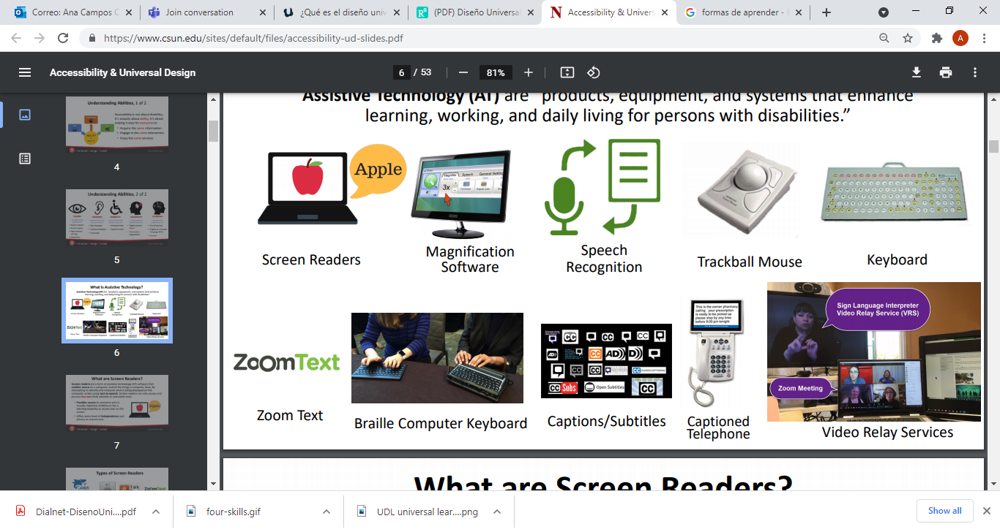 Correo: Ana Campos C
Join conversation
¿Qué es el diseño univ
(PDF) Diseño Universa
Accessibility & Univers
formas de aprender -
https://www.csun.edu/sites/default/files/accessibility-ud-slides.pdf
A
Accessibility & Universal Design
6 / 53
81%
Understanding Abilities, 1 of 2
4
Understanding Abilities, 2 of 2
5
What Is Assistive Technology?
6
What are Screen Readers?
7
Types of Screen Readers
Assistive Technology (AT) are "products, equipment, and systems that enhance
learning, working, and daily living for persons with disabilities.”
Apple
Magnifier Speech General Settin
3x
Screen Readers
Magnification
Software
Speech
Recognition
Trackball Mouse
Keyboard
ZoomText
Zoom Text
Braille Computer Keyboard
CC
CC Subs
Open Subtitles
Captions/Subtitles
This is the corner pharmacy
calling your prescription
is ready to be picked up
please stop by any time
before 9:00 pm tonight
Captioned
Telephone
Sign Language Interpreter
Video Relay Service (VRS)
Zoom Meeting
Video Relay Services
What are Screen Readers?
Dialnet-DisenoUni....pdf
four-skills.gif
UDL universal lear....png
Show all